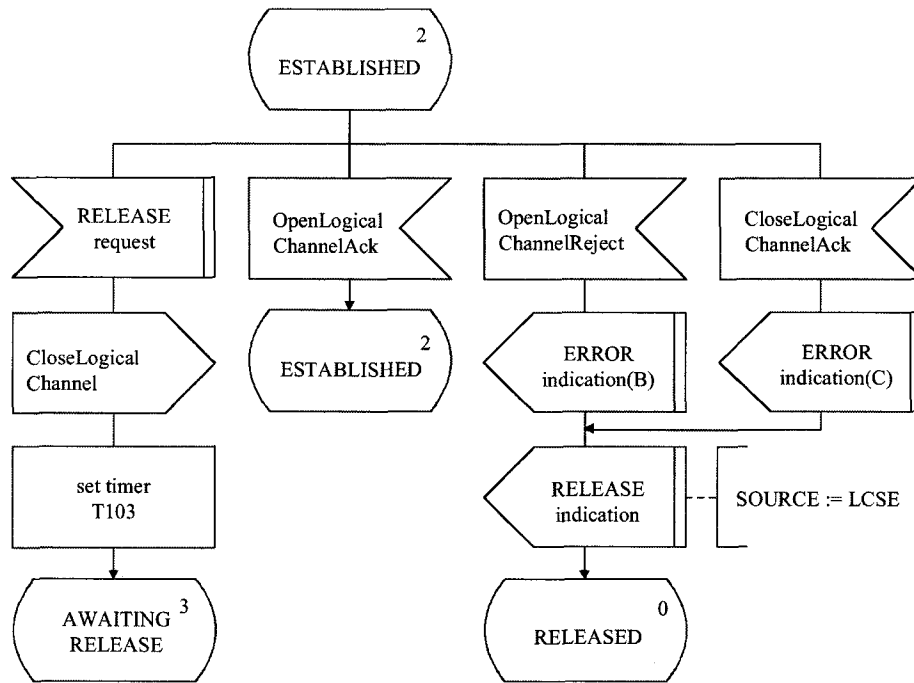 2
ESTABLISHED
RELEASE
request
OpenLogical
ChannelAck
OpenLogical
ChannelReject
CloseLogical
ChannelAck
CloseLogical
Channel
2
ESTABLISHED
ERROR
indication(B)
ERROR
indication(C)
set timer
T103
RELEASE
indication
SOURCE := LCSE
3
AWAITING
RELEASE
0
RELEASED